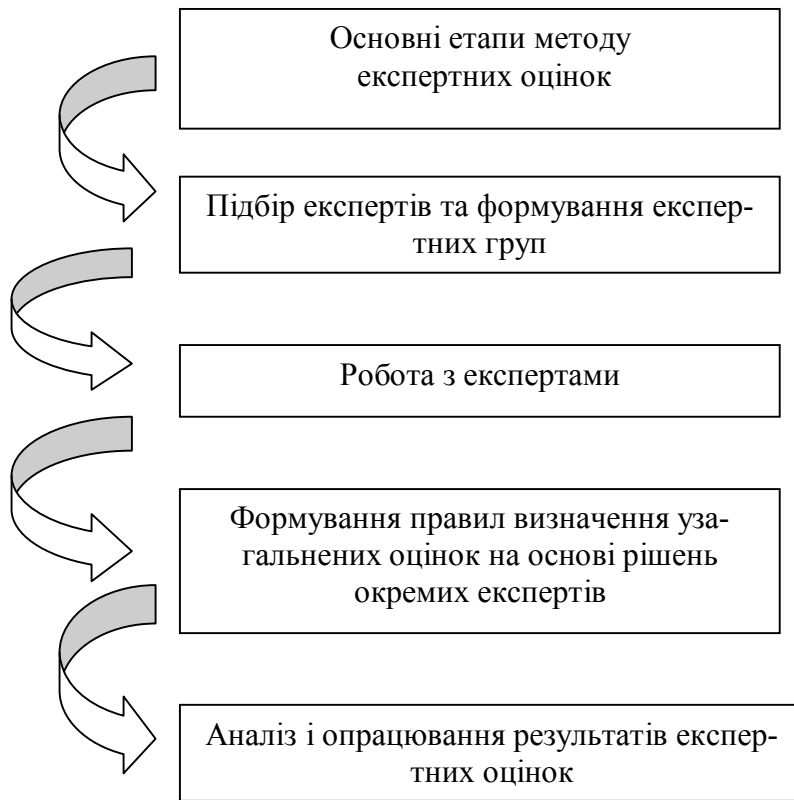 Основні етапи методу
експертних оцінок
Підбір експертів та формування експер-
тних груп
Робота з експертами
Формування правил визначення уза-
гальнених оцінок на основі рішень
окремих експертів
Аналіз і опрацювання результатів експер-
тних оцінок